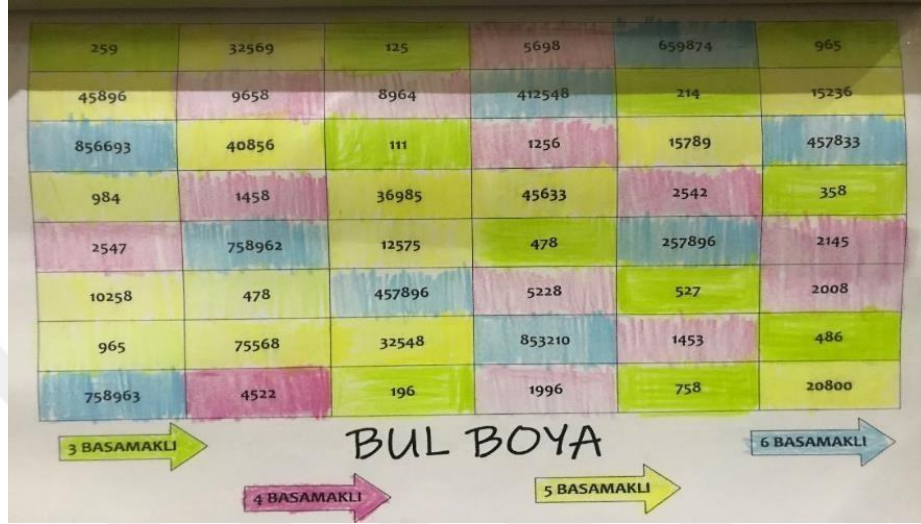 259 32569 125 5698 659874 965
45896 9658 8964 412548 214 15236
856693 40856 111 1256 15789 457833
984 1458 36985 45633 2542 358
2547 758962 12575 478 257896 2145
10258 478 457896 5228 527 2008
965 75568 32548 853210 1453 486
758963 4522 196 1996 758 20800
3 BASAMAKLI BUL BOYA 6 BASAMAKLI
4 BASAMAKLI 5 BASAMAKLI